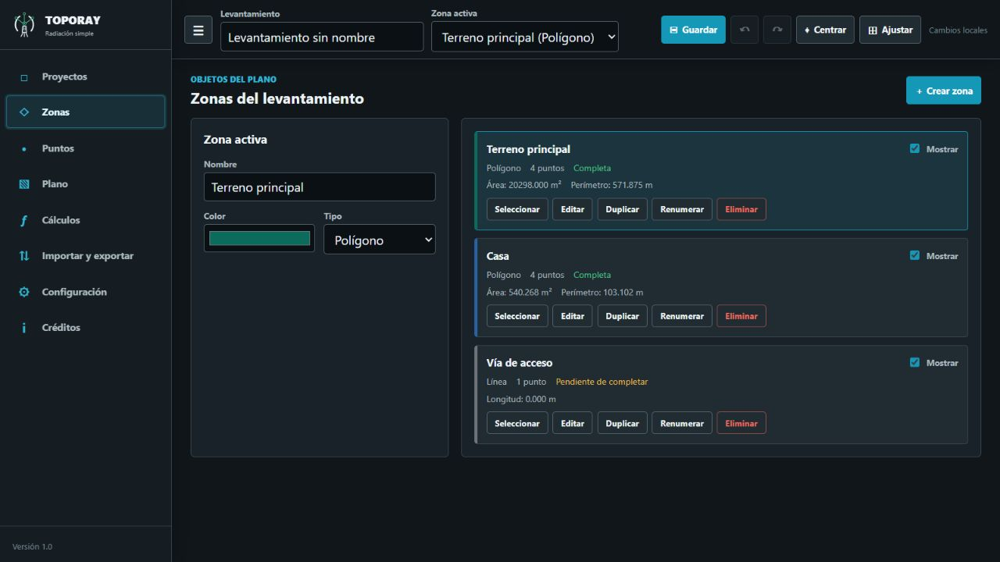 TOPORAY
Radiación simple
Proyectos
Zonas
Puntos
Plano
Cálculos
Importar y exportar
Configuración
Créditos
Versión 1.0
Levantamiento
Levantamiento sin nombre
Zona activa
Terreno principal (Polígono)
Guardar
Centrar
Ajustar
Cambios locales
OBJETOS DEL PLANO
Zonas del levantamiento
+ Crear zona
Zona activa
Nombre
Terreno principal
Color
Tipo
Polígono
Terreno principal
Mostrar
Polígono 4 puntos Completa
Área: 20298.000 m² Perímetro: 571.875 m
Seleccionar Editar Duplicar Renumerar Eliminar
Casa
Mostrar
Polígono 4 puntos Completa
Área: 540.268 m² Perímetro: 103.102 m
Seleccionar Editar Duplicar Renumerar Eliminar
Vía de acceso
Mostrar
Línea 1 punto Pendiente de completar
Longitud: 0.000 m
Seleccionar Editar Duplicar Renumerar Eliminar